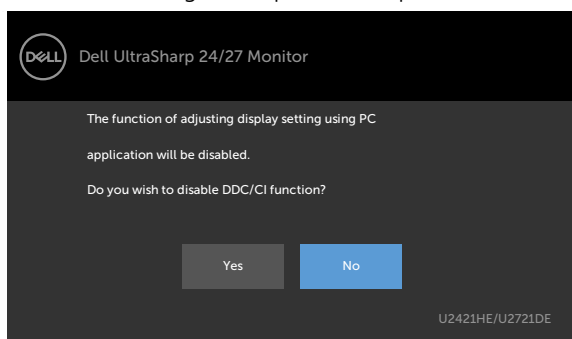 DELL
Dell UltraSharp 24/27 Monitor
The function of adjusting display setting using PC
application will be disabled.
Do you wish to disable DDC/CI function?
Yes
No
U2421HE/U2721DE